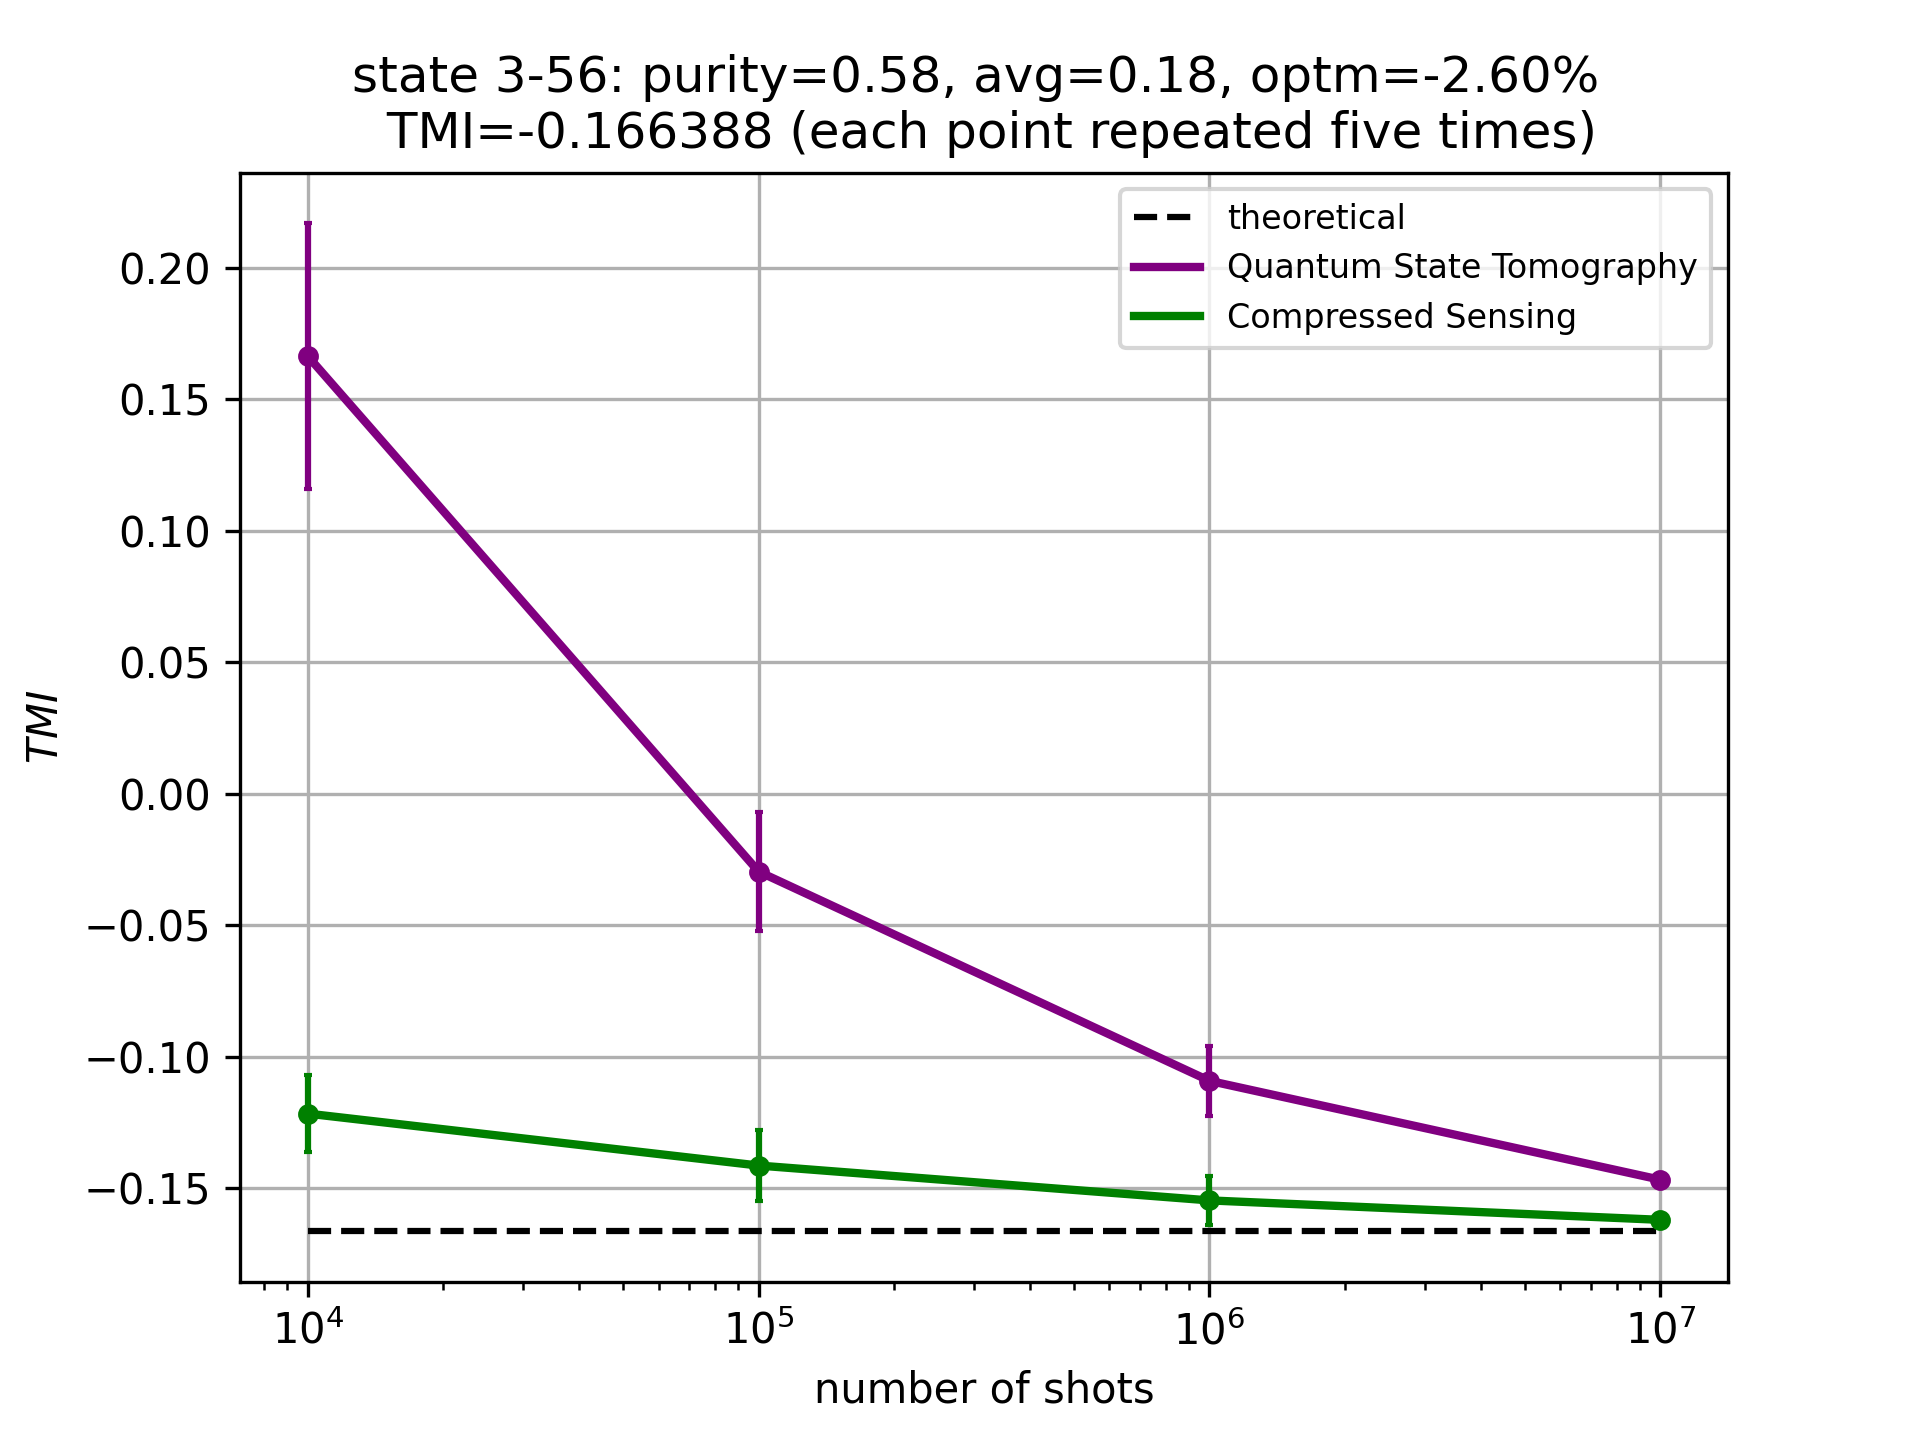 state 3-56: purity=0.58, avg=0.18, optm=-2.60%
TMI=-0.166388 (each point repeated five times)
theoretical
Quantum State Tomography
Compressed Sensing
0.20
0.15
0.10
0.05
0.00
−0.05
−0.10
−0.15
TMI
10⁴
10⁵
10⁶
10⁷
number of shots